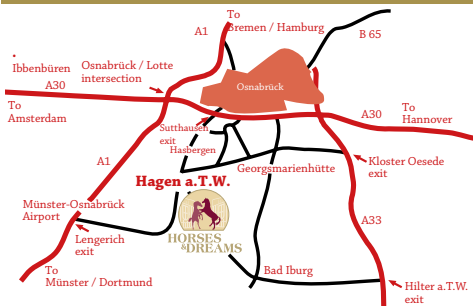 To
Bremen / Hamburg
A1
B 65
Ibbenbüren
Osnabrück / Lotte
intersection
A30
Osnabrück
To
Amsterdam
Sutthausen
exit
A30
To
Hannover
Hasbergen
A1
Georgsmarienhütte
Kloster Oesede
exit
Hagen a.T.W.
Münster-Osnabrück
Airport
A33
Lengerich
exit
HORSES
&DREAMS
To
Münster / Dortmund
Bad Iburg
Hilter a.T.W.
exit